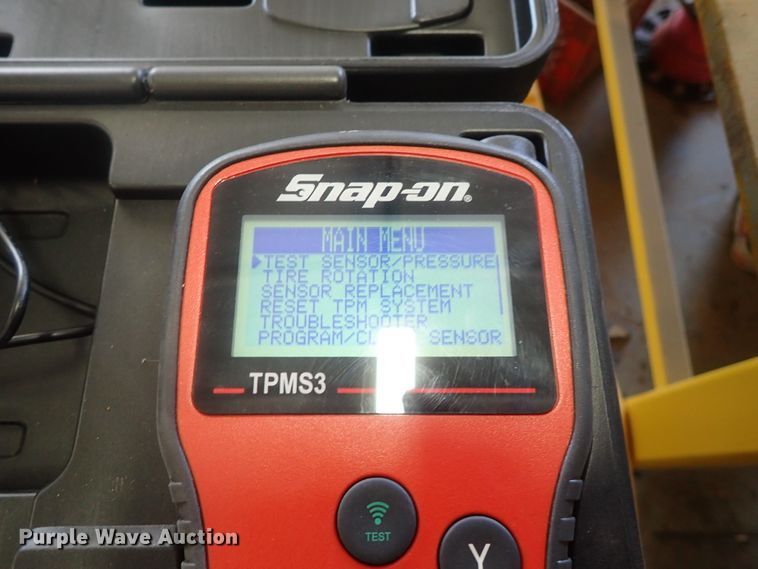 Snap-on®
MAIN MENU
TEST SENSOR/PRESSURE
TIRE ROTATION
SENSOR REPLACEMENT
RESET TPM SYSTEM
TROUBLESHOOTER
PROGRAM/ SENSOR
TPMS3
TEST
Y
Purple Wave Auction